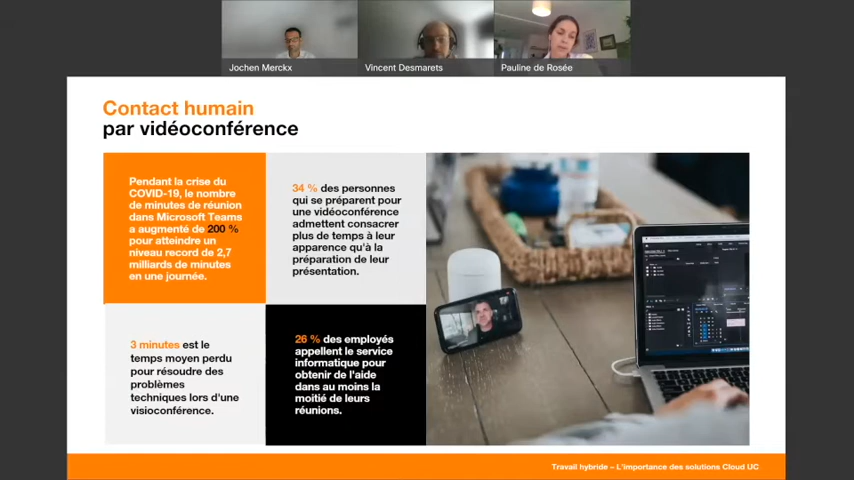 Jochen Merckx
Vincent Desmarets
Pauline de Rosée
Contact humain
par vidéoconférence
Pendant la crise du
COVID-19, le nombre
de minutes de réunion
dans Microsoft Teams
a augmenté de 200 %
pour atteindre un
niveau record de 2,7
milliards de minutes
en une journée.
34 % des personnes
qui se préparent pour
une vidéoconférence
admettent consacrer
plus de temps à leur
apparence qu'à la
préparation de leur
présentation.
3 minutes est le
temps moyen perdu
pour résoudre des
problèmes
techniques lors d'une
visioconférence.
26 % des employés
appellent le service
informatique pour
obtenir de l'aide
dans au moins la
moitié de leurs
réunions.
Travail hybride – L'importance des solutions Cloud UC